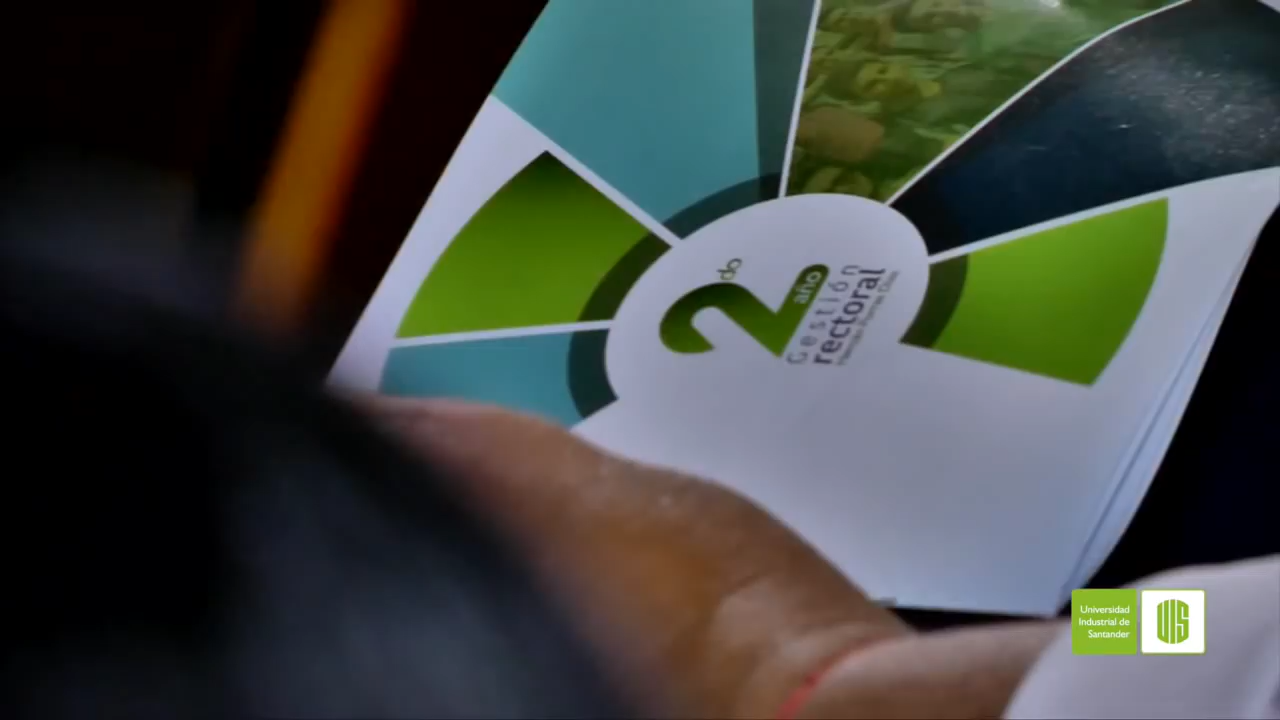 2do
año
Gestión
rectoral
Universidad
Industrial de
Santander
UIS